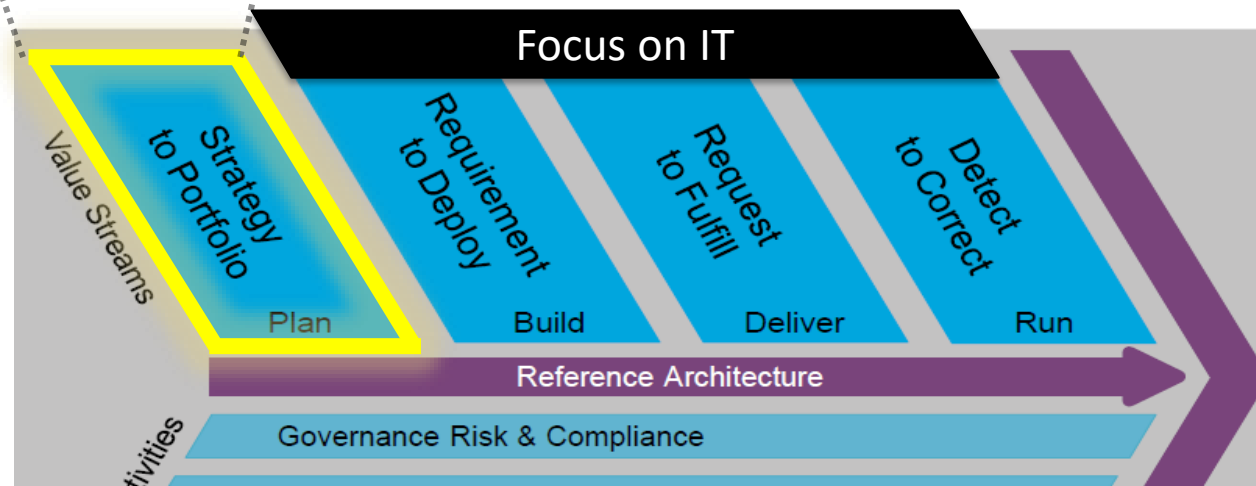 Focus on IT
Value Streams
Strategy
to Portfolio
Plan
Requirement
to Deploy
Build
Request
to Fulfill
Deliver
Detect
to Correct
Run
Reference Architecture
tivities
Governance Risk & Compliance